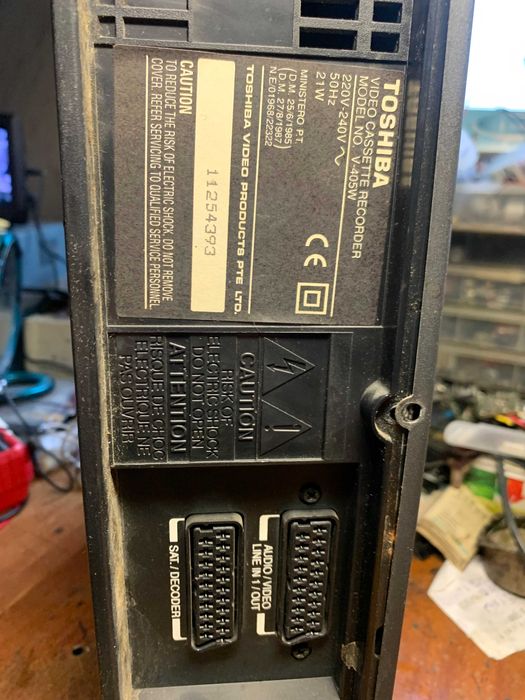 TOSHIBA
VIDEO CASSETTE RECORDER
MODEL NO. V-405W
220V-240V ~
50Hz
21W
MINISTERO P.T.
(D.M. 25/6/1985)
(D.M. 27/8/1987)
N.E/01968/22322
TOSHIBA VIDEO PRODUCTS PTE LTD.
11254393
CAUTION
TO REDUCE THE RISK OF ELECTRIC SHOCK, DO NOT REMOVE
COVER. REFER SERVICING TO QUALIFIED SERVICE PERSONNEL.
CE
CAUTION
RISK OF
ELECTRIC SHOCK
DO NOT OPEN
ATTENTION
RISQUE DE CHOC
ELECTRIQUE NE
PAS OUVRIR
AUDIO/VIDEO
LINE IN 1/OUT
SAT./DECODER